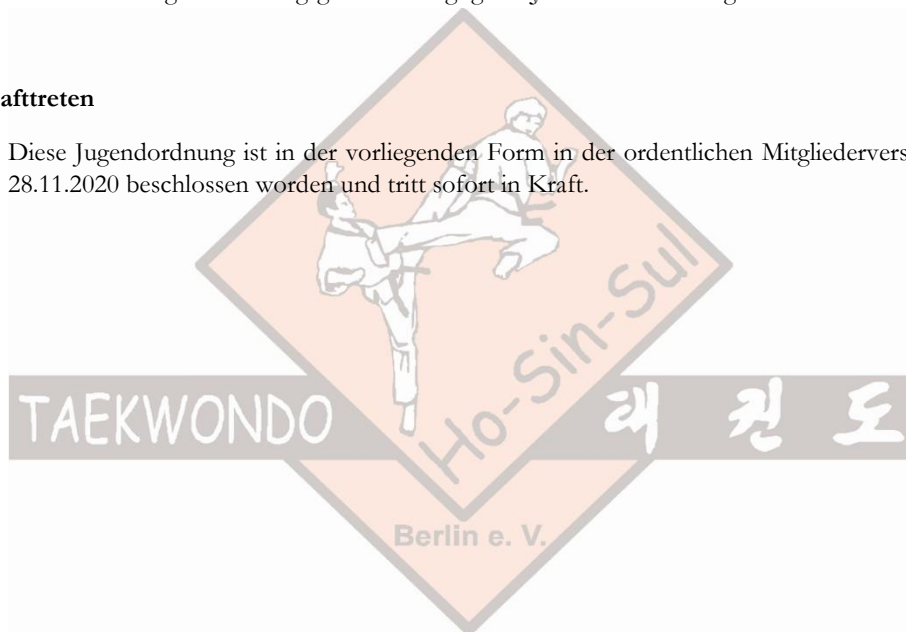 afttreten
Diese Jugendordnung ist in der vorliegenden Form in der ordentlichen Mitgliedervers
28.11.2020 beschlossen worden und tritt sofort in Kraft.
Ho-Sin-Sul
TAEKWONDO 태 권 도
Berlin e. V.